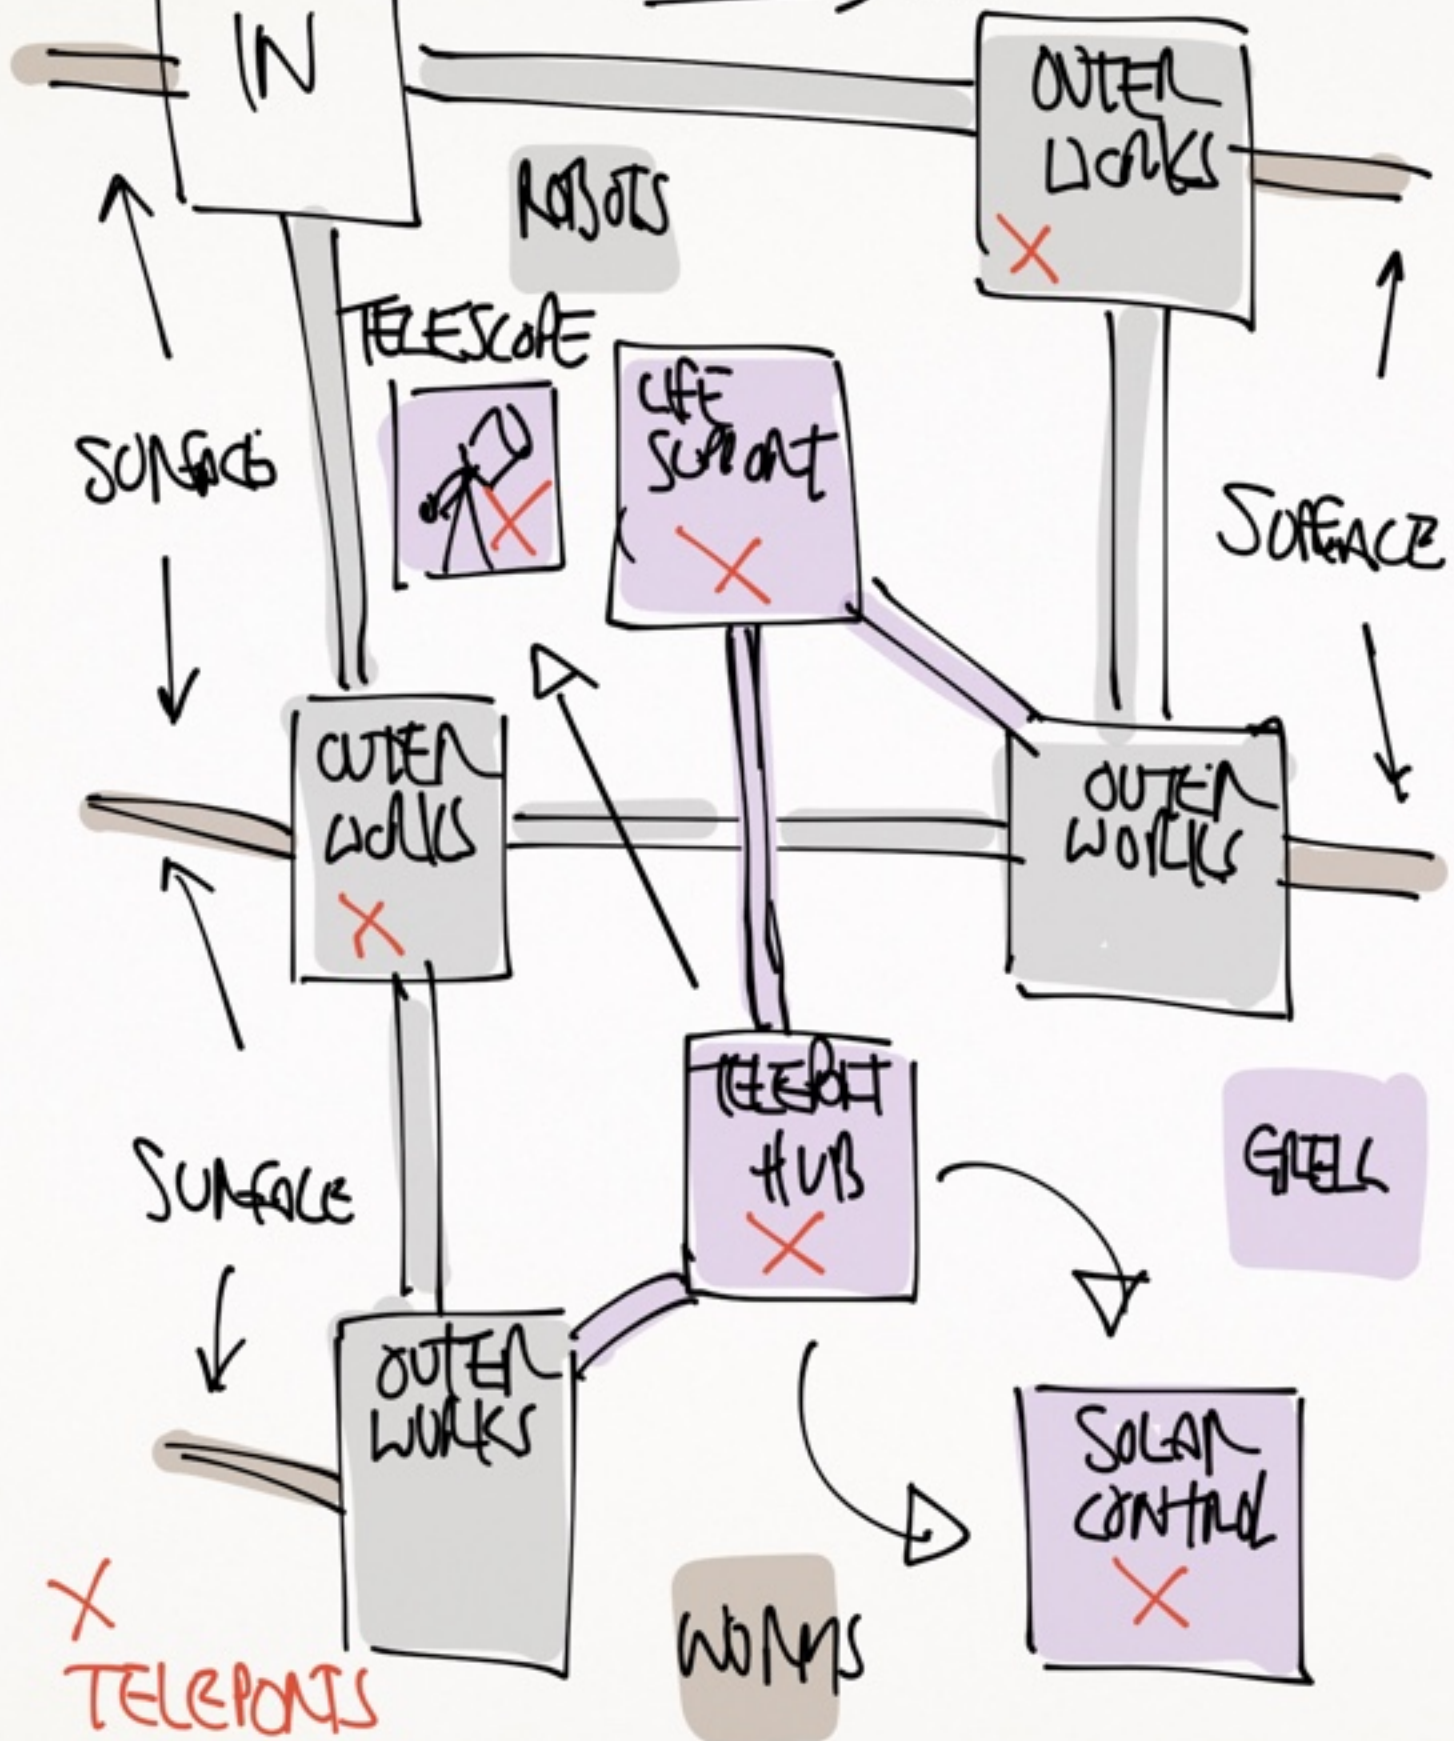 IN
OUTER
WORKS
ROBOTS
TELESCOPE
LIFE
SUPPORT
SURFACE
SURFACE
OUTER
WORKS
OUTER
WORKS
TELEPORT
HUB
GRELL
SURFACE
OUTER
WORKS
SOLAR
CONTROL
WORMS
TELEPORTS